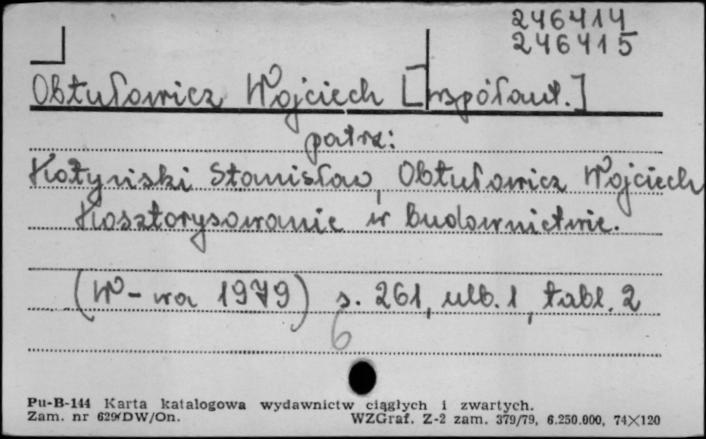 246414
246415
Obtułowicz Wojciech [współaut.]
patrz:
Kotyński Stanisław, Obtułowicz Wojciech
Kosztorysowanie w budownictwie.
(W-wa 1979) s. 261, ulb. 1, tabl. 2
6
Pu-B-144 Karta katalogowa wydawnictw ciągłych i zwartych.
Zam. nr 629/DW/On. WZGraf. Z-2 zam. 379/79, 6.250.000, 74×120